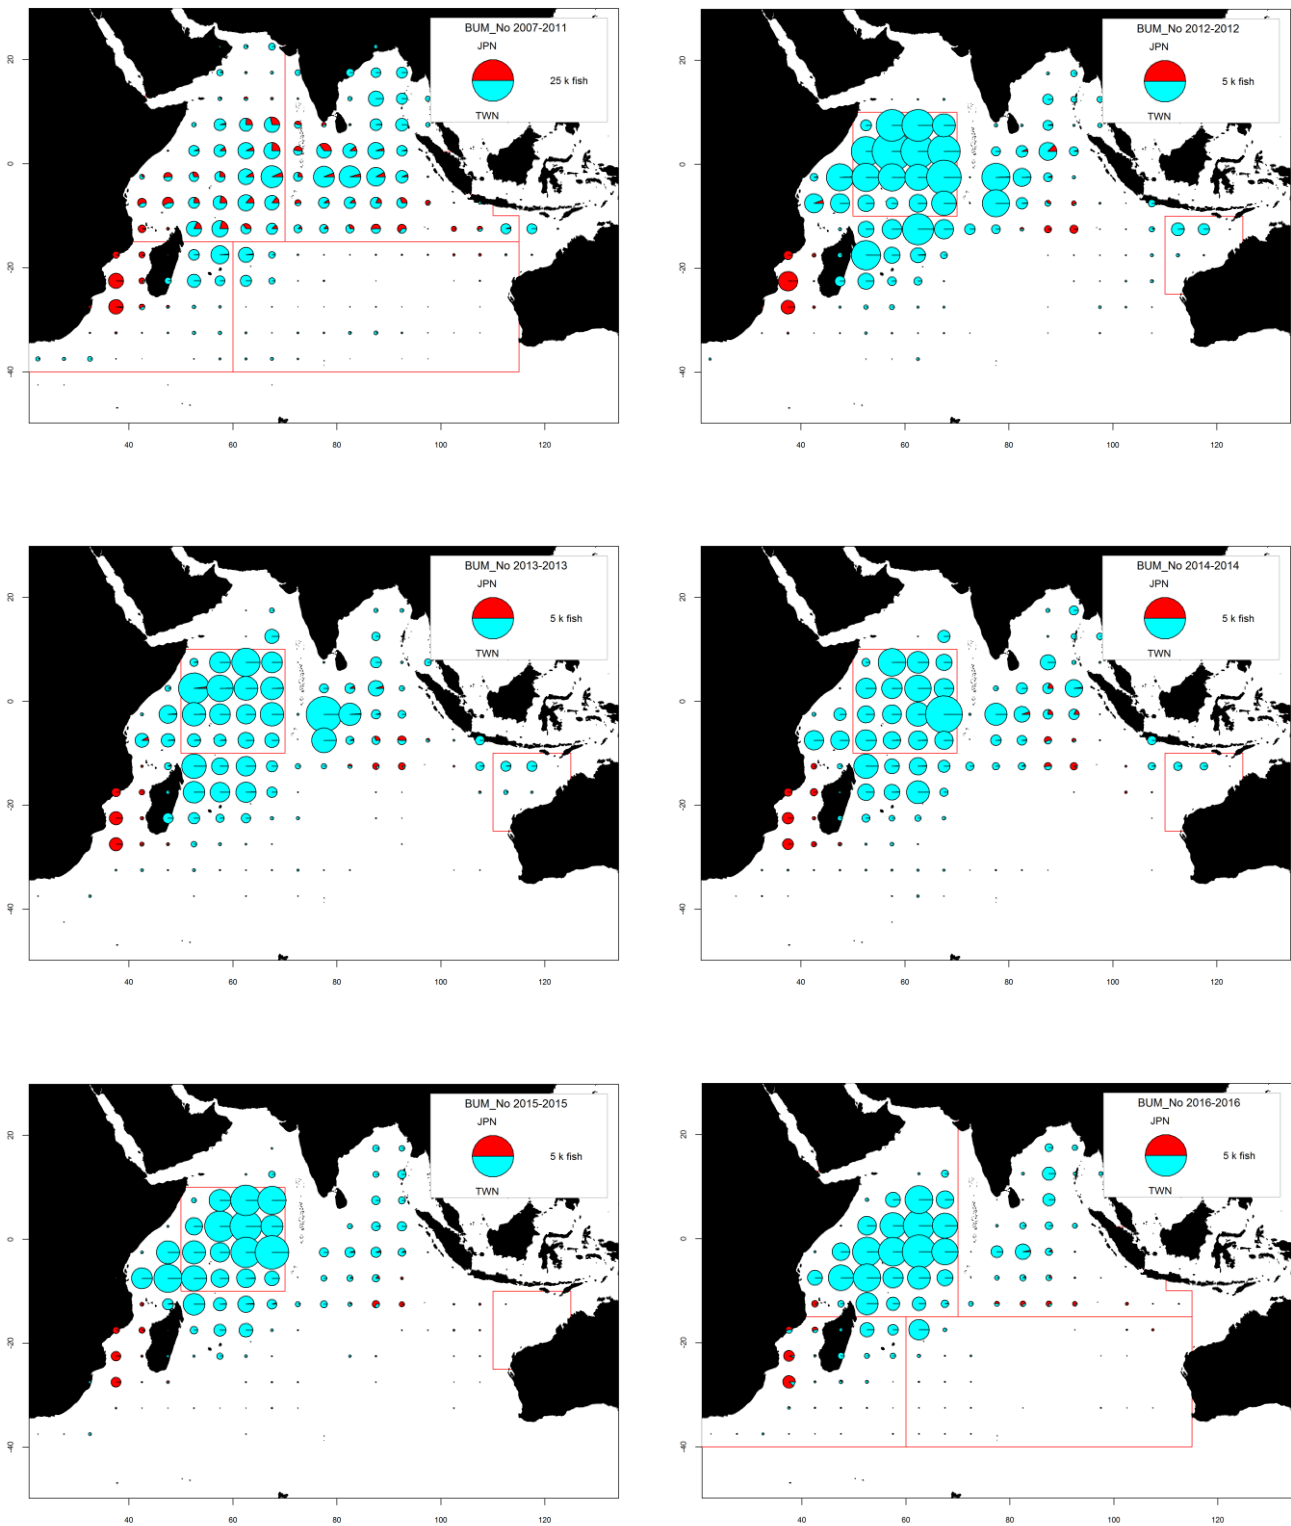 BUM_No 2007-2011
JPN
25 k fish
TWN
20
0
-20
-40
40 60 80 100 120
BUM_No 2012-2012
JPN
5 k fish
TWN
20
0
-20
-40
40 60 80 100 120
BUM_No 2013-2013
JPN
5 k fish
TWN
20
0
-20
-40
40 60 80 100 120
BUM_No 2014-2014
JPN
5 k fish
TWN
20
0
-20
-40
40 60 80 100 120
BUM_No 2015-2015
JPN
5 k fish
TWN
20
0
-20
-40
40 60 80 100 120
BUM_No 2016-2016
JPN
5 k fish
TWN
20
0
-20
-40
40 60 80 100 120